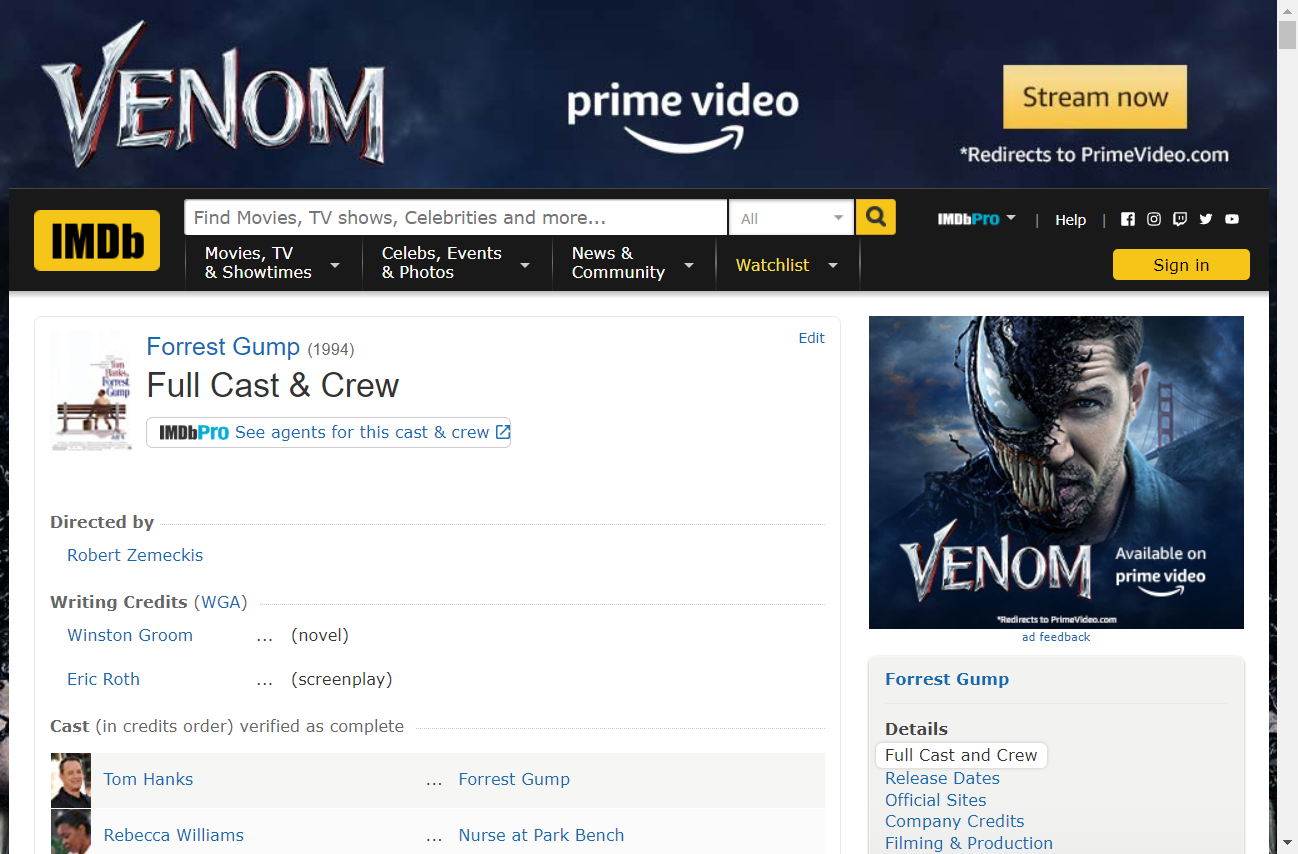 VENOM
prime video
Stream now
*Redirects to PrimeVideo.com
IMDb
Find Movies, TV shows, Celebrities and more...
All
IMDbPro
|
Help
|
Movies, TV
& Showtimes
Celebs, Events
& Photos
News &
Community
Watchlist
Sign in
Tom
Hanks
Forrest
Gump
Forrest Gump (1994)
Edit
Full Cast & Crew
IMDbPro See agents for this cast & crew
Directed by
Robert Zemeckis
Writing Credits (WGA)
Winston Groom ... (novel)
Eric Roth ... (screenplay)
Cast (in credits order) verified as complete
Tom Hanks ... Forrest Gump
Rebecca Williams ... Nurse at Park Bench
VENOM
Available on
prime video
*Redirects to PrimeVideo.com
ad feedback
Forrest Gump
Details
Full Cast and Crew
Release Dates
Official Sites
Company Credits
Filming & Production